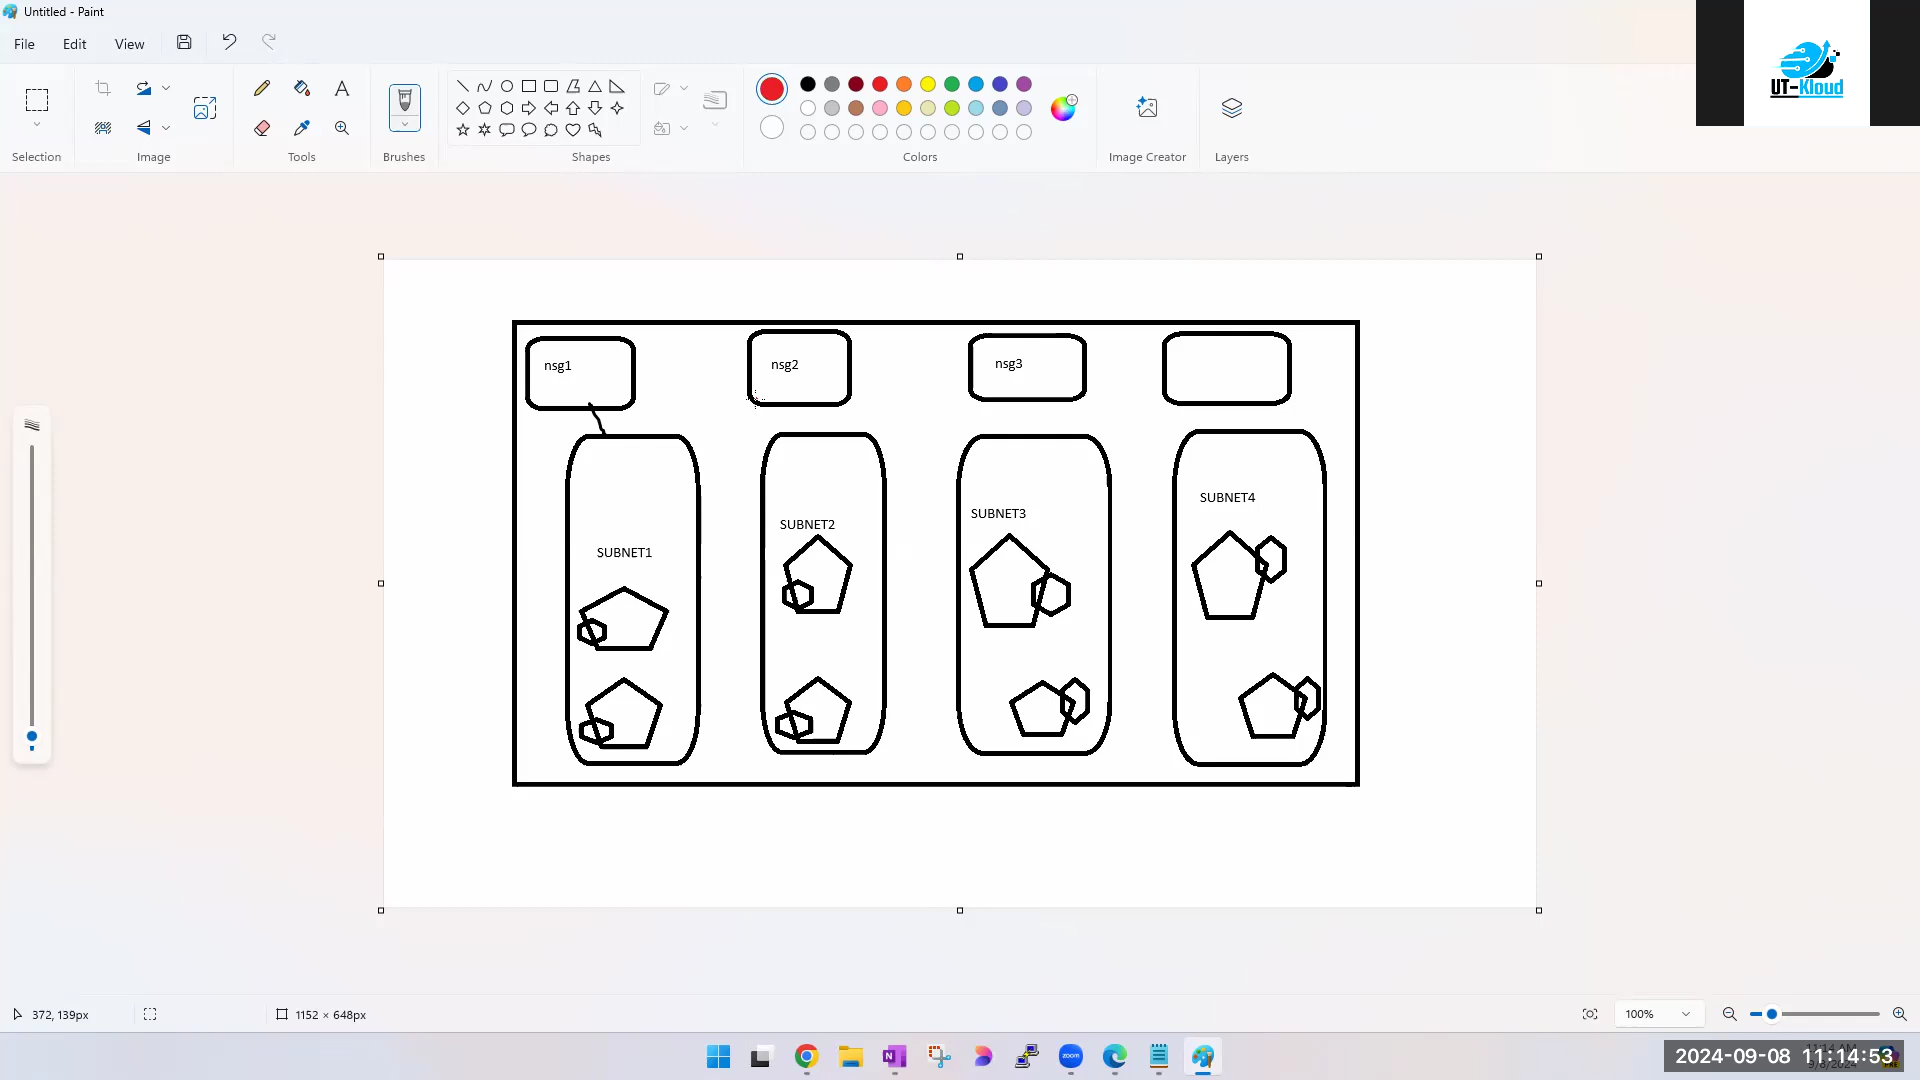 Untitled - Paint
File Edit View
Selection Image Tools Brushes Shapes Colors Image Creator Layers
UT-Kloud
nsg1 nsg2 nsg3
SUBNET1 SUBNET2 SUBNET3 SUBNET4
372, 139px 1152 × 648px 100%
zoom
2024-09-08 11:14:53